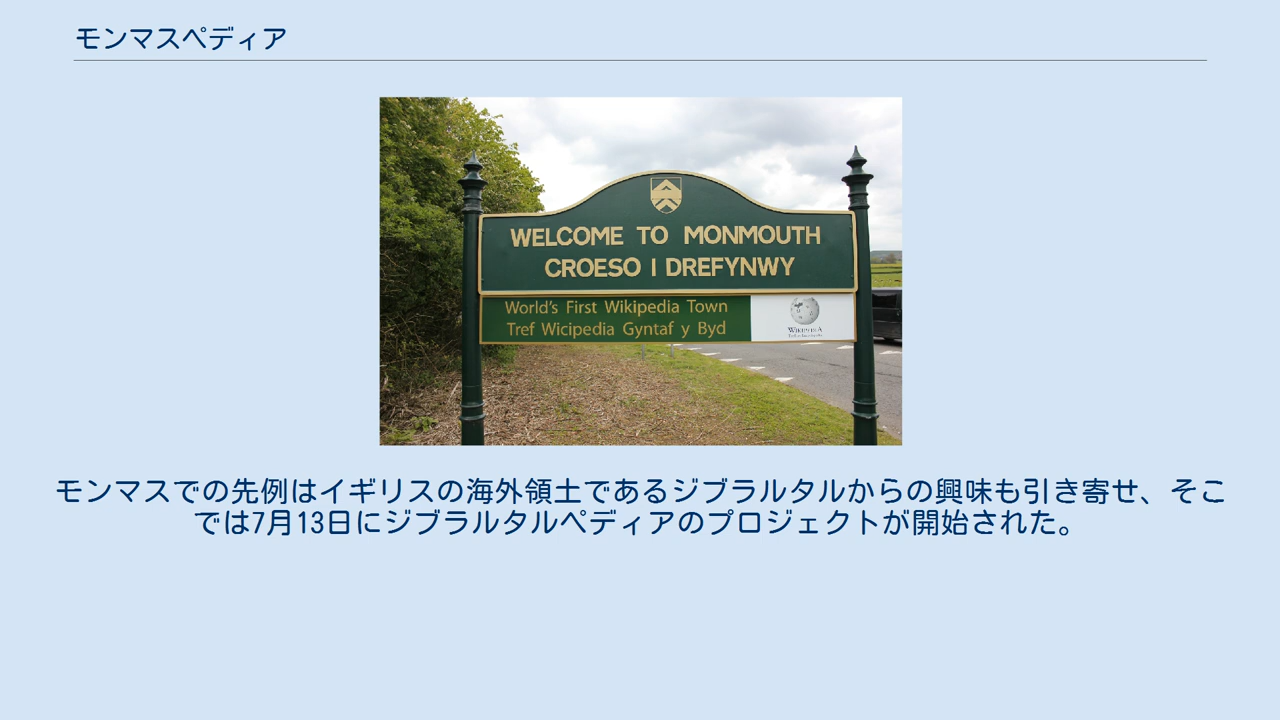 モンマスペディア
WELCOME TO MONMOUTH
CROESO I DREFYNWY
World's First Wikipedia Town
Tref Wicipedia Gyntaf y Byd
WIKIPEDIA
モンマスでの先例はイギリスの海外領土であるジブラルタルからの興味も引き寄せ、そこ
では7月13日にジブラルタルペディアのプロジェクトが開始された。